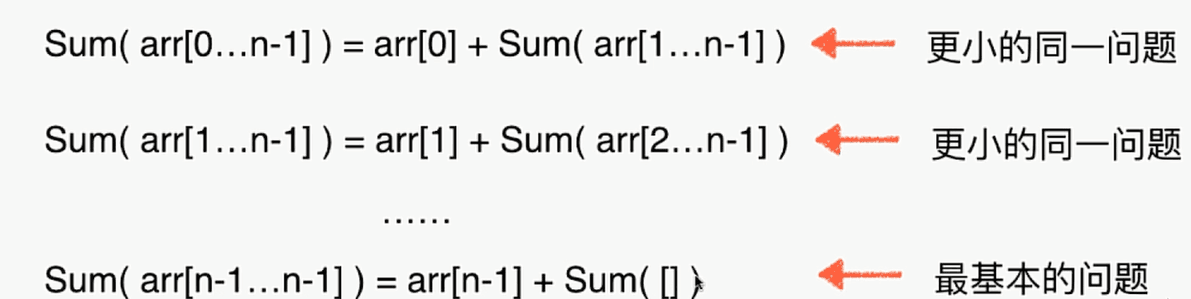 Sum( arr[0…n-1] ) = arr[0] + Sum( arr[1…n-1] ) 更小的同一问题
Sum( arr[1…n-1] ) = arr[1] + Sum( arr[2…n-1] ) 更小的同一问题
……
Sum( arr[n-1…n-1] ) = arr[n-1] + Sum( [] ) 最基本的问题